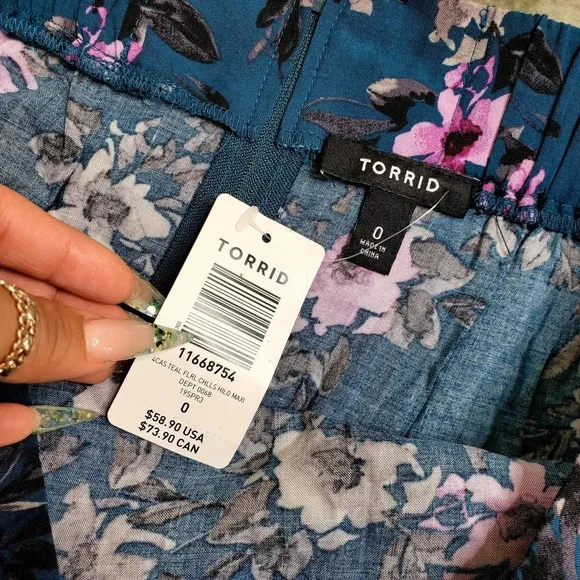 TORRID
0
MADE IN
CHINA
TORRID
11668754
4CAS TEAL FLRL CHLLS HILO MAXI
DEPT 0068
19SPR3
0
$58.90 USA
$73.90 CAN